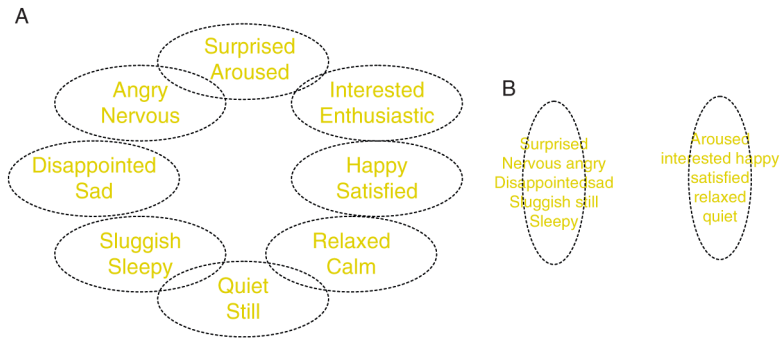 A
Surprised
Aroused
Angry
Nervous
Interested
Enthusiastic
Disappointed
Sad
Happy
Satisfied
Sluggish
Sleepy
Relaxed
Calm
Quiet
Still
B
Surprised
Nervous angry
Disappointedsad
Sluggish still
Sleepy
Aroused
interested happy
satisfied
relaxed
quiet